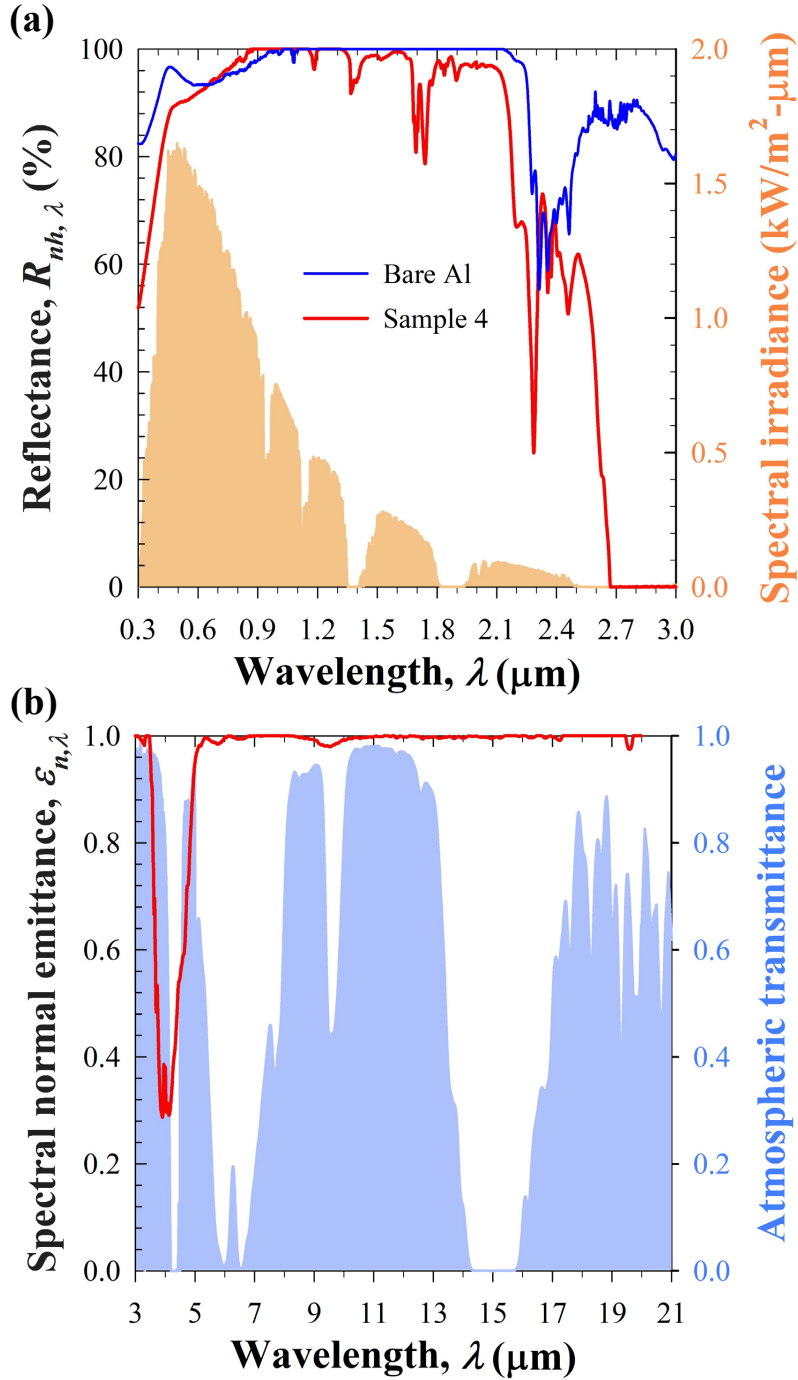 (a)
100
80
60
40
20
0
Reflectance, R nh, λ (%)
2.0
1.6
1.5
1.0
0.5
0.0
Spectral irradiance (kW/m²-μm)
Bare Al
Sample 4
0.3 0.6 0.9 1.2 1.5 1.8 2.1 2.4 2.7 3.0
Wavelength, λ (μm)
(b)
1.0
0.8
0.6
0.4
0.2
0.0
Spectral normal emittance, ε n,λ
1.0
0.8
0.6
0.4
0.2
0.0
Atmospheric transmittance
3 5 7 9 11 13 15 17 19 21
Wavelength, λ (μm)